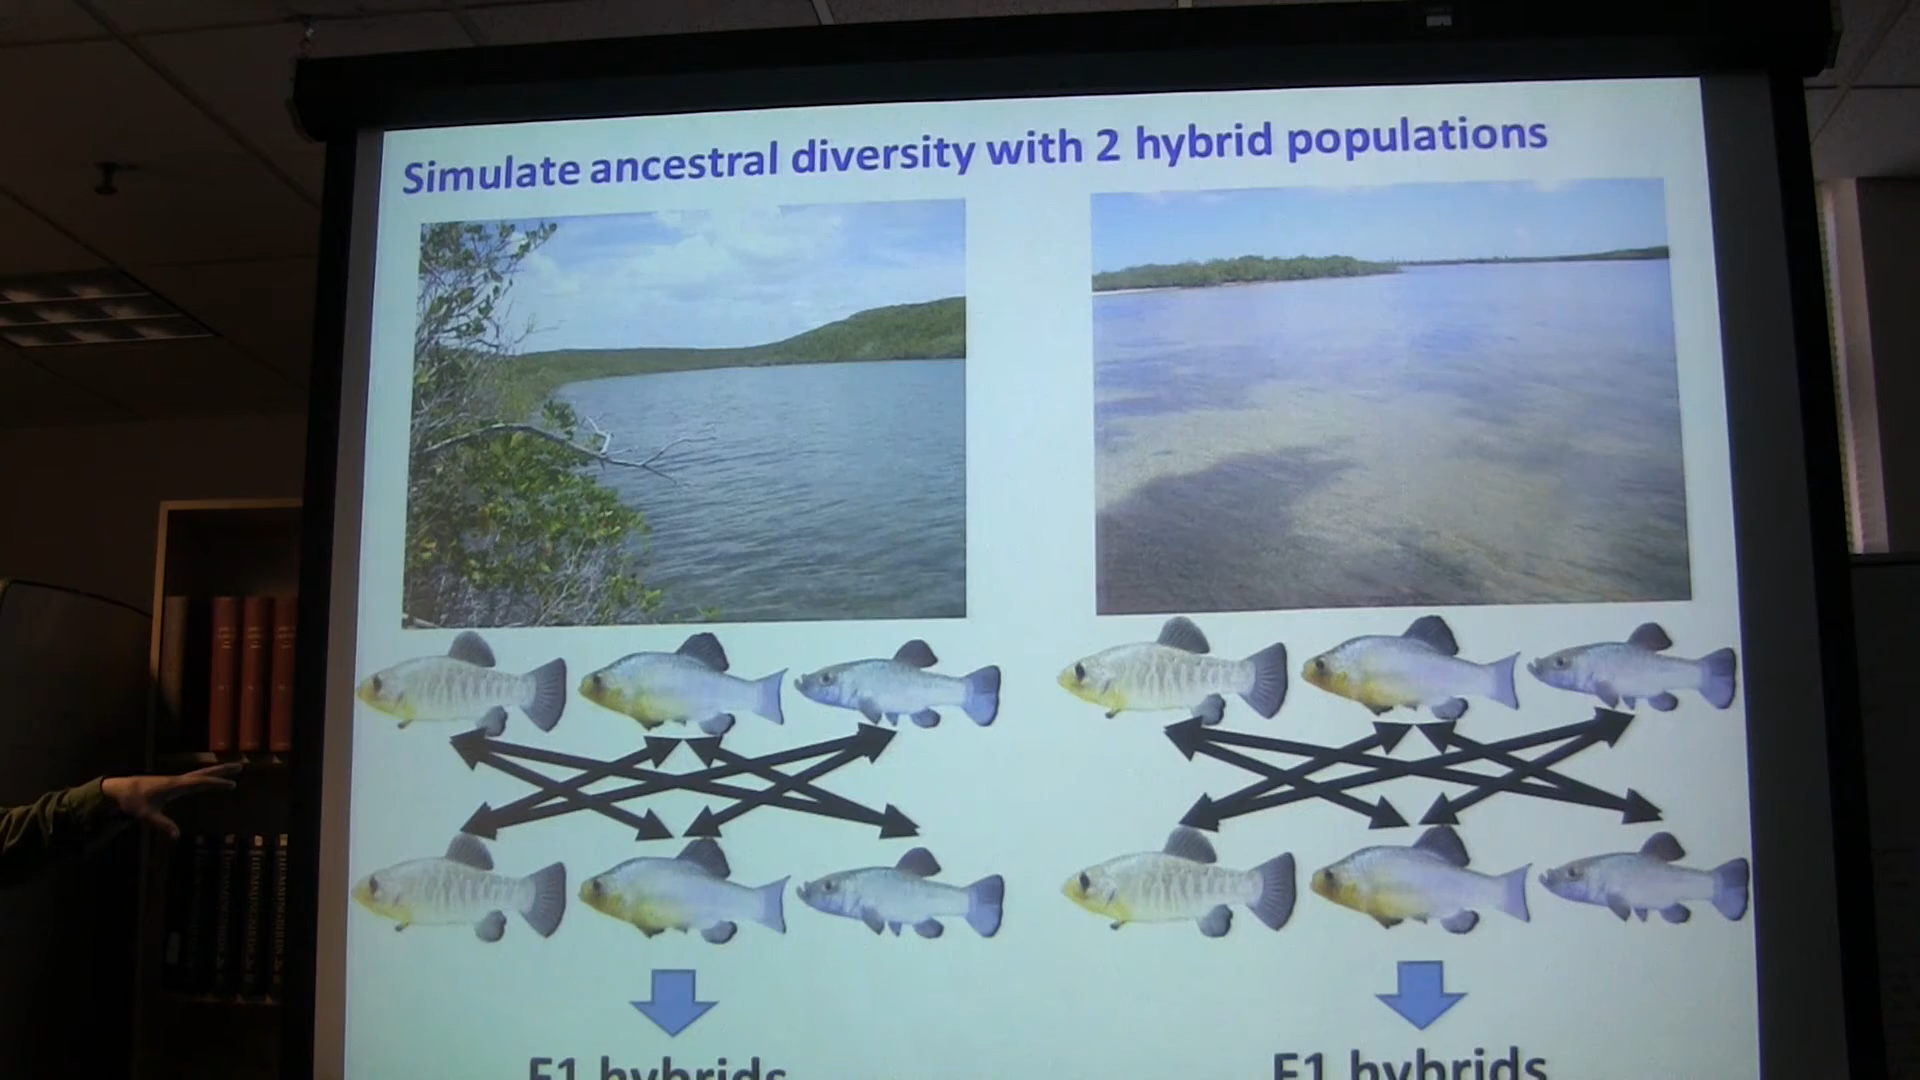 Simulate ancestral diversity with 2 hybrid populations
F1 hybrids
F1 hybrids